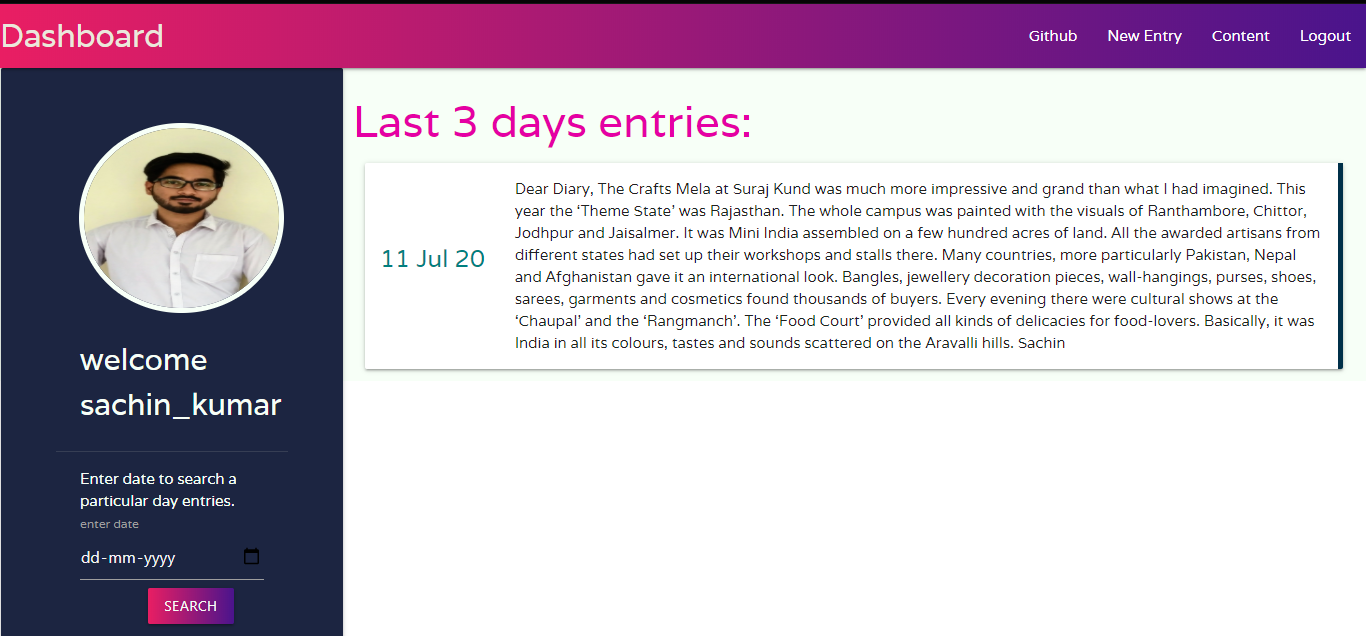 Dashboard
Github
New Entry
Content
Logout
welcome
sachin_kumar
Enter date to search a
particular day entries.
enter date
dd-mm-yyyy
SEARCH
Last 3 days entries:
11 Jul 20
Dear Diary, The Crafts Mela at Suraj Kund was much more impressive and grand than what I had imagined. This
year the ‘Theme State’ was Rajasthan. The whole campus was painted with the visuals of Ranthambore, Chittor,
Jodhpur and Jaisalmer. It was Mini India assembled on a few hundred acres of land. All the awarded artisans from
different states had set up their workshops and stalls there. Many countries, more particularly Pakistan, Nepal
and Afghanistan gave it an international look. Bangles, jewellery decoration pieces, wall-hangings, purses, shoes,
sarees, garments and cosmetics found thousands of buyers. Every evening there were cultural shows at the
‘Chaupal’ and the ‘Rangmanch’. The ‘Food Court’ provided all kinds of delicacies for food-lovers. Basically, it was
India in all its colours, tastes and sounds scattered on the Aravalli hills. Sachin